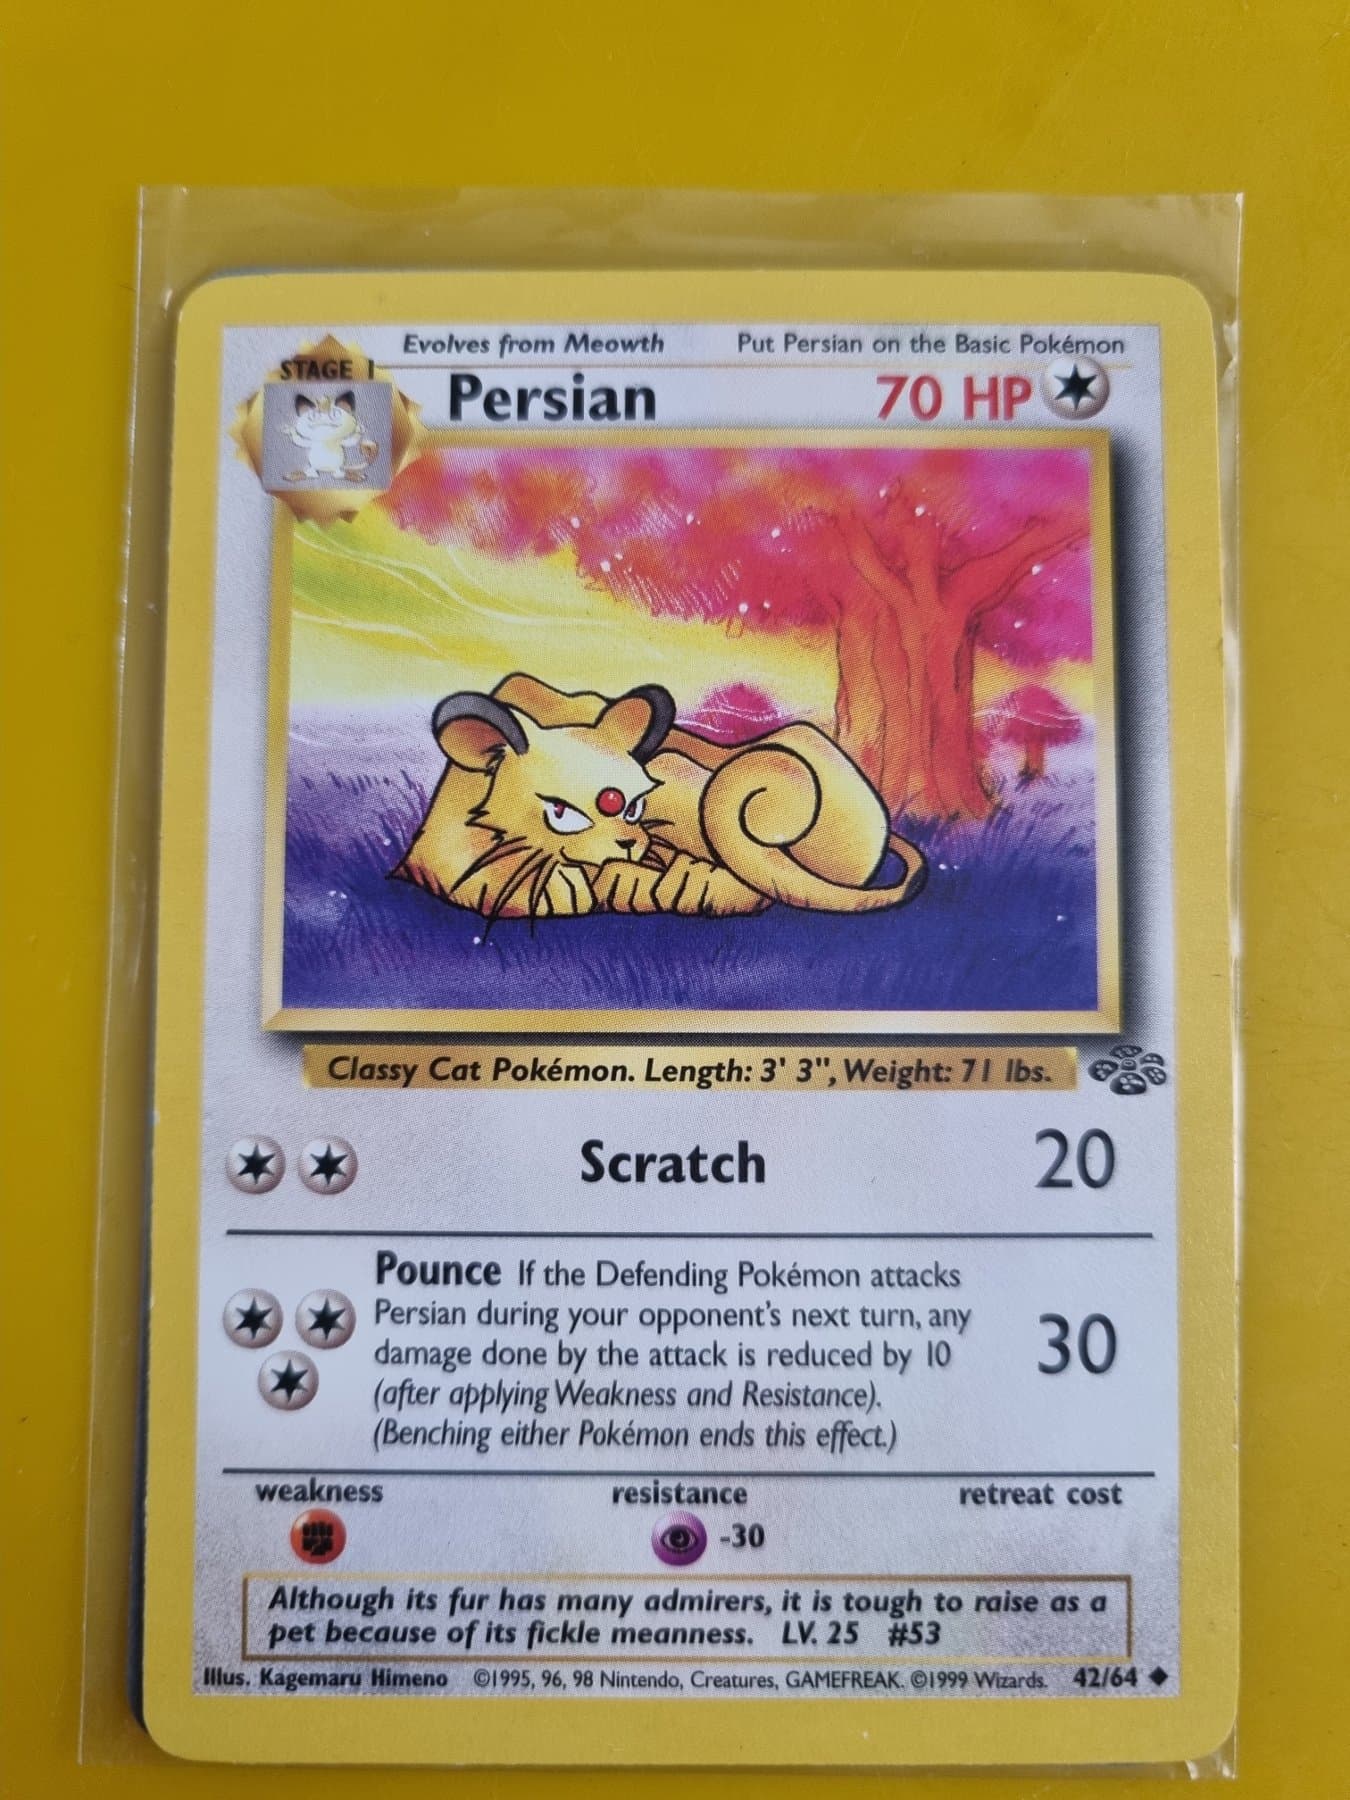 Evolves from Meowth Put Persian on the Basic Pokémon
STAGE 1
Persian 70 HP
Classy Cat Pokémon. Length: 3' 3", Weight: 71 lbs.
Scratch 20
Pounce If the Defending Pokémon attacks
Persian during your opponent's next turn, any
damage done by the attack is reduced by 10
(after applying Weakness and Resistance).
(Benching either Pokémon ends this effect.)
30
weakness resistance retreat cost
-30
Although its fur has many admirers, it is tough to raise as a
pet because of its fickle meanness. LV. 25 #53
Illus. Kagemaru Himeno ©1995, 96, 98 Nintendo, Creatures, GAMEFREAK. ©1999 Wizards. 42/64